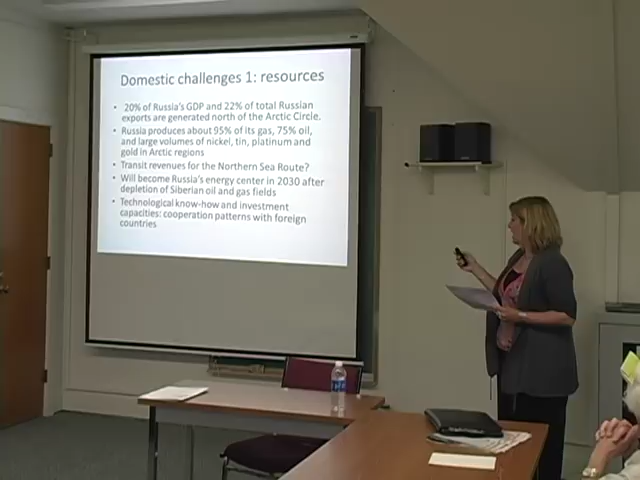 Domestic challenges 1: resources
• 20% of Russia's GDP and 22% of total Russian
exports are generated north of the Arctic Circle.
• Russia produces about 95% of its gas, 75% oil,
and large volumes of nickel, tin, platinum and
gold in Arctic regions
• Transit revenues for the Northern Sea Route?
• Will become Russia's energy center in 2030 after
depletion of Siberian oil and gas fields
• Technological know-how and investment
capacities: cooperation patterns with foreign
countries